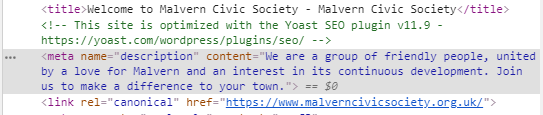 <title>Welcome to Malvern Civic Society - Malvern Civic Society</title>
<!-- This site is optimized with the Yoast SEO plugin v11.9 -
https://yoast.com/wordpress/plugins/seo/ -->
<meta name="description" content="We are a group of friendly people, united
by a love for Malvern and an interest in its continuous development. Join
us to make a difference to your town."> == $0
<link rel="canonical" href="https://www.malverncivicsociety.org.uk/">